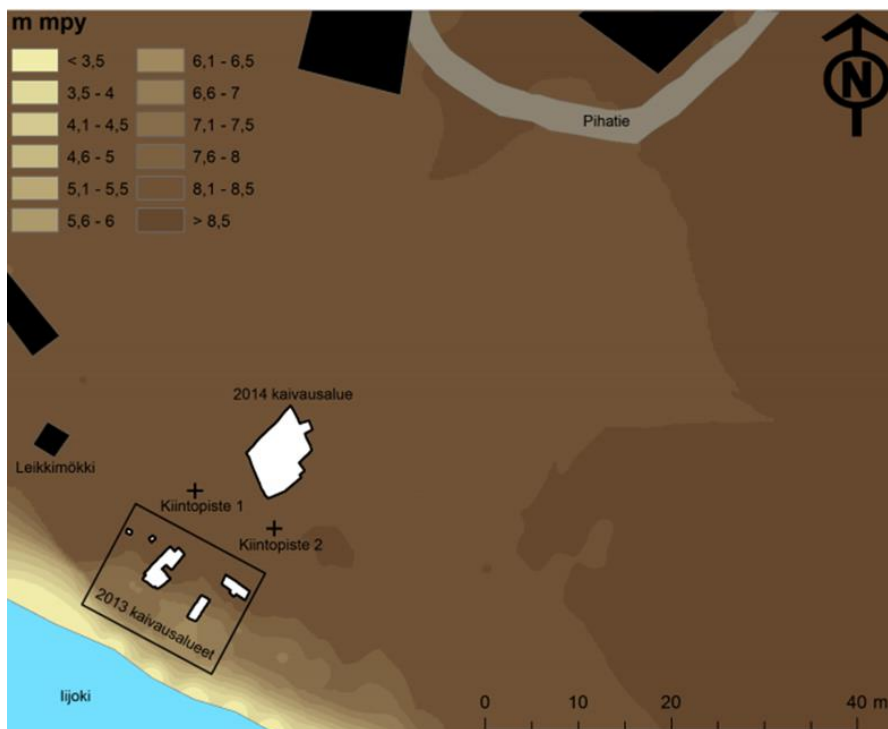 m mpy
< 3,5
3,5 - 4
4,1 - 4,5
4,6 - 5
5,1 - 5,5
5,6 - 6
6,1 - 6,5
6,6 - 7
7,1 - 7,5
7,6 - 8
8,1 - 8,5
> 8,5
N
Pihatie
2014 kaivausalue
Leikkimökki
Kiintopiste 1
Kiintopiste 2
2013 kaivausalueet
Iijoki
0 10 20 40 m